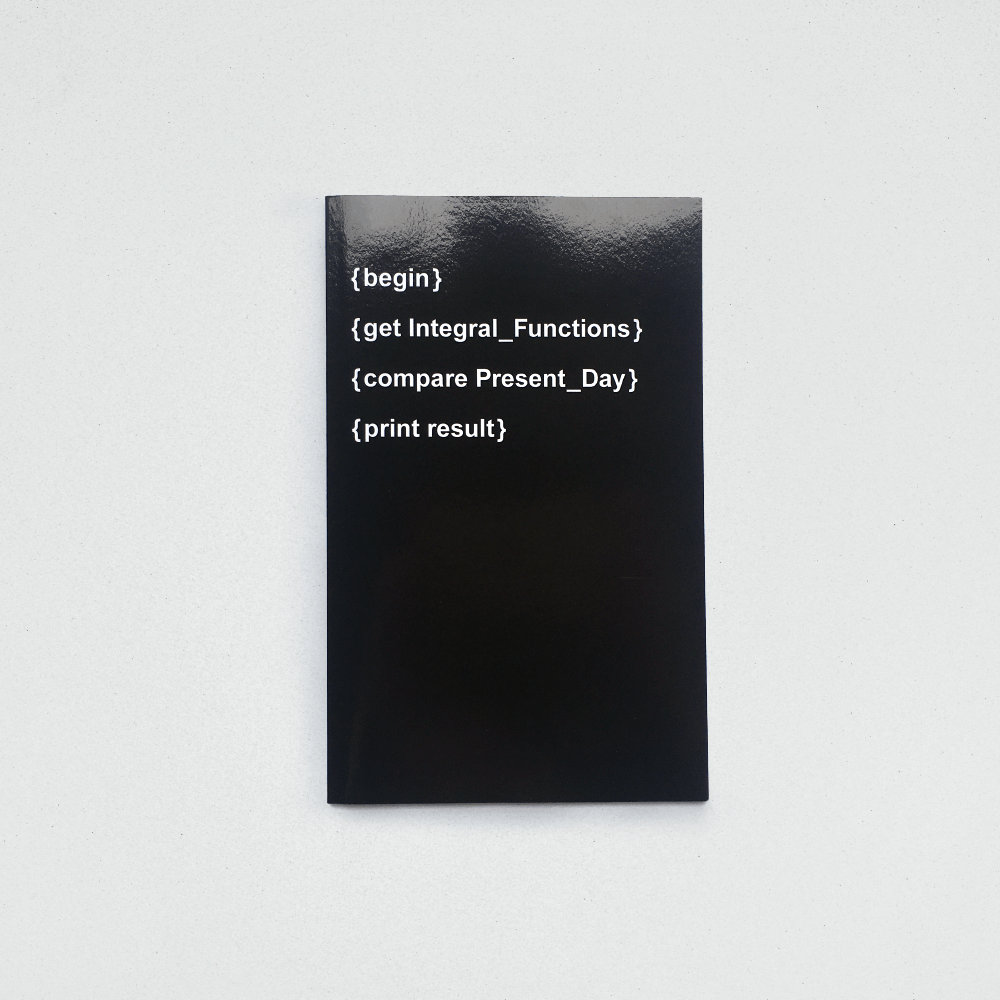 {begin}
{get Integral_Functions}
{compare Present_Day}
{print result}